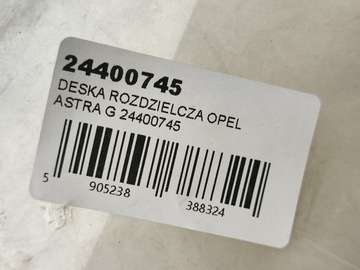 24400745
DESKA ROZDZIELCZA OPEL
ASTRA G 24400745
5 905238 388324